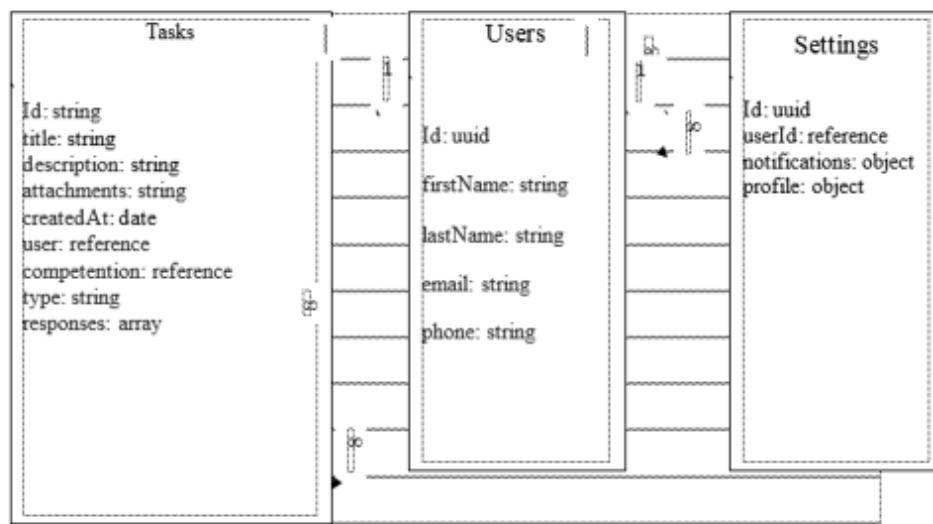 Tasks
Id: string
title: string
description: string
attachments: string
createdAt: date
user: reference
competention: reference
type: string
responses: array
Users
Id: uuid
firstName: string
lastName: string
email: string
phone: string
Settings
Id: uuid
userId: reference
notifications: object
profile: object
1
1